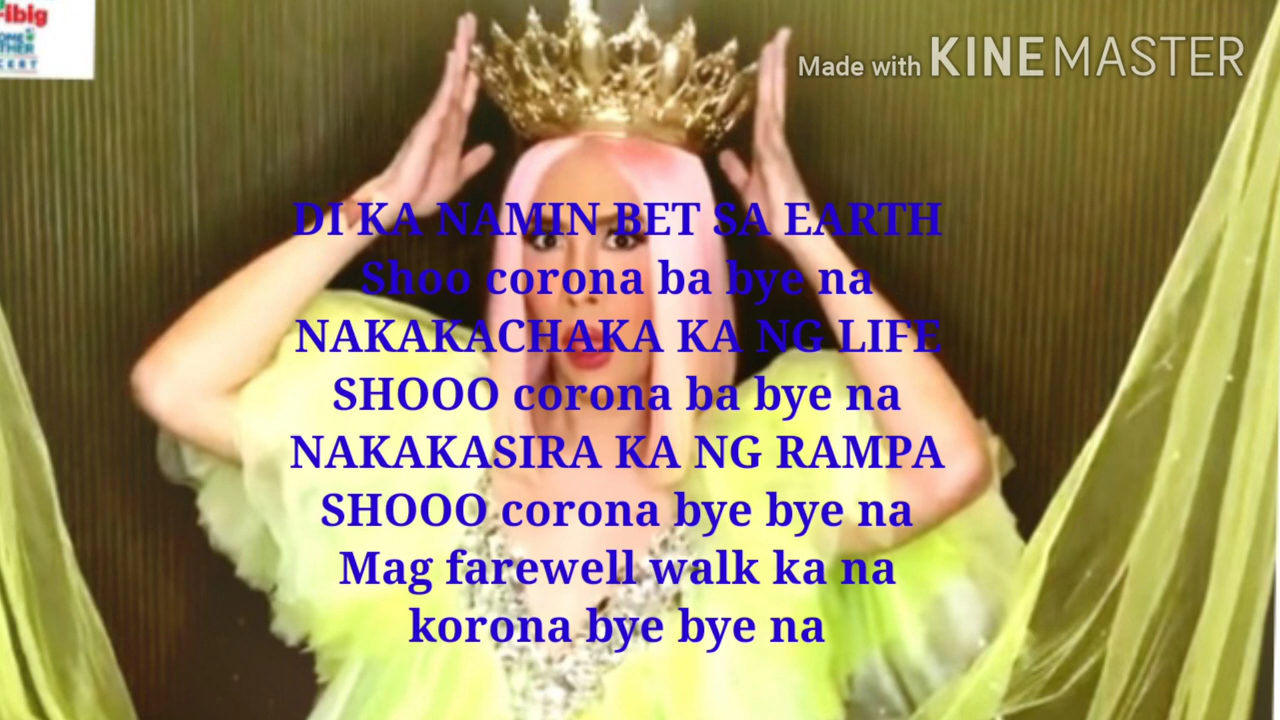 ibig
CERT
Made with KINEMASTER
DI KA NAMIN BET SA EARTH
Shoo corona ba bye na
NAKAKACHAKA KA NG LIFE
SHOOO corona ba bye na
NAKAKASIRA KA NG RAMPA
SHOOO corona bye bye na
Mag farewell walk ka na
korona bye bye na